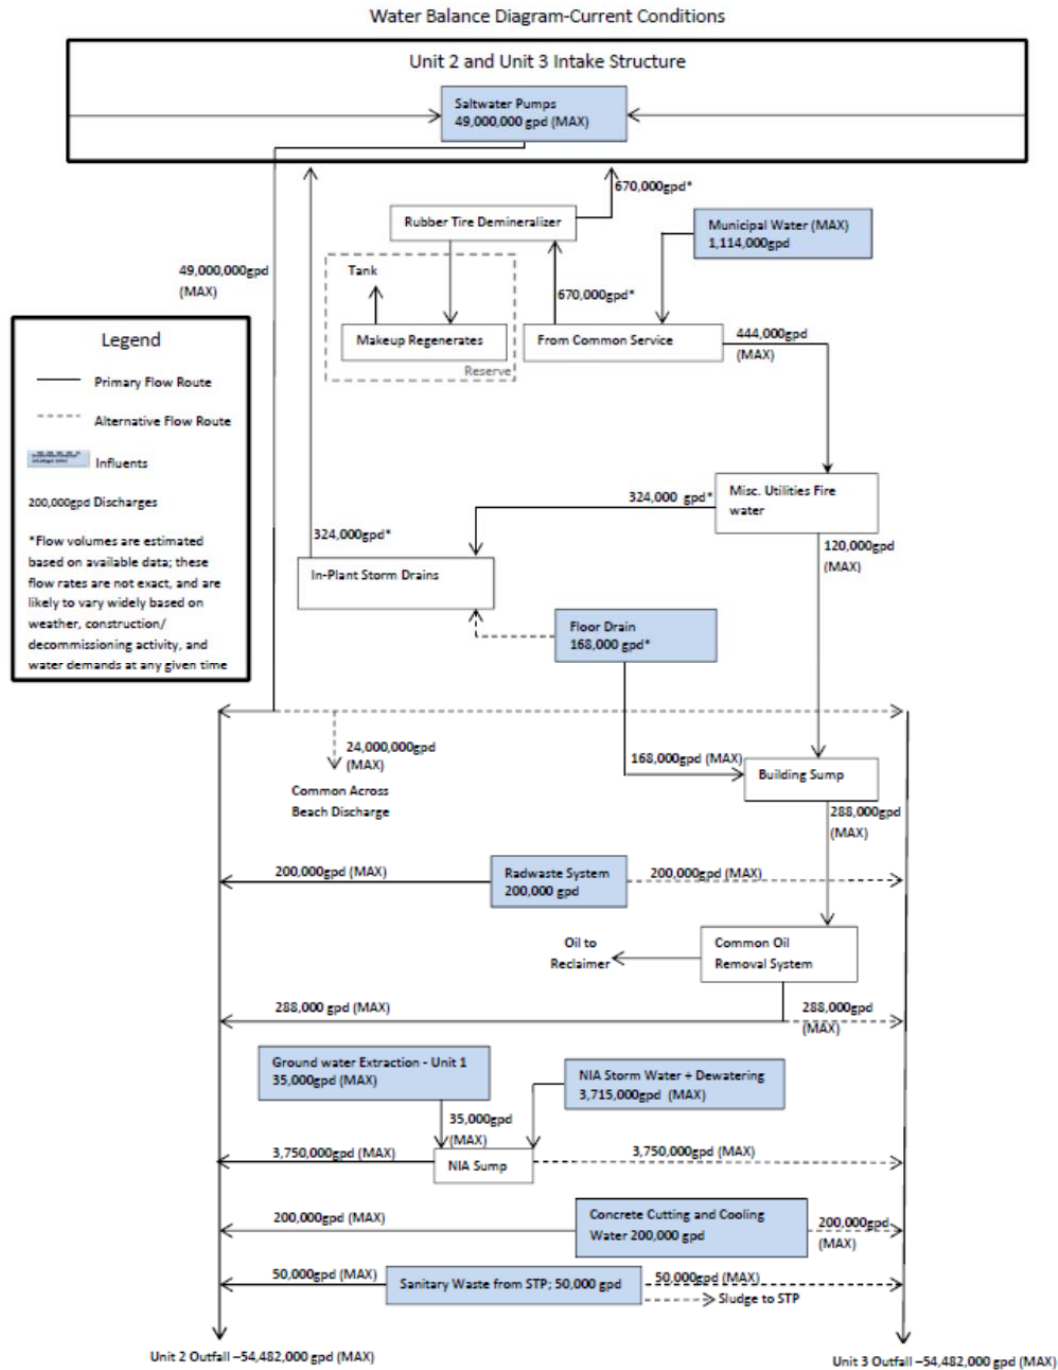 Water Balance Diagram-Current Conditions
Unit 2 and Unit 3 Intake Structure
Saltwater Pumps
49,000,000 gpd (MAX)
670,000gpd*
Rubber Tire Demineralizer
Municipal Water (MAX)
1,114,000gpd
49,000,000gpd
(MAX)
Tank
670,000gpd*
Makeup Regenerates
From Common Service
444,000gpd
(MAX)
Reserve
Legend
Primary Flow Route
Alternative Flow Route
Influents
200,000gpd Discharges
*Flow volumes are estimated
based on available data; these
flow rates are not exact, and are
likely to vary widely based on
weather, construction/
decommissioning activity, and
water demands at any given time
324,000 gpd*
Misc. Utilities Fire
water
324,000gpd*
120,000gpd
(MAX)
In-Plant Storm Drains
Floor Drain
168,000 gpd*
24,000,000gpd
(MAX)
Common Across
Beach Discharge
168,000gpd (MAX)
Building Sump
288,000gpd
(MAX)
200,000gpd (MAX)
Radwaste System
200,000 gpd
200,000gpd (MAX)
Oil to
Reclaimer
Common Oil
Removal System
288,000 gpd (MAX)
288,000gpd
(MAX)
Ground water Extraction - Unit 1
35,000gpd (MAX)
NIA Storm Water + Dewatering
3,715,000gpd (MAX)
35,000gpd
(MAX)
3,750,000gpd (MAX)
NIA Sump
3,750,000gpd (MAX)
200,000gpd (MAX)
Concrete Cutting and Cooling
Water 200,000 gpd
200,000gpd
(MAX)
50,000gpd (MAX)
Sanitary Waste from STP; 50,000 gpd
50,000gpd (MAX)
Sludge to STP
Unit 2 Outfall –54,482,000 gpd (MAX)
Unit 3 Outfall –54,482,000 gpd (MAX)